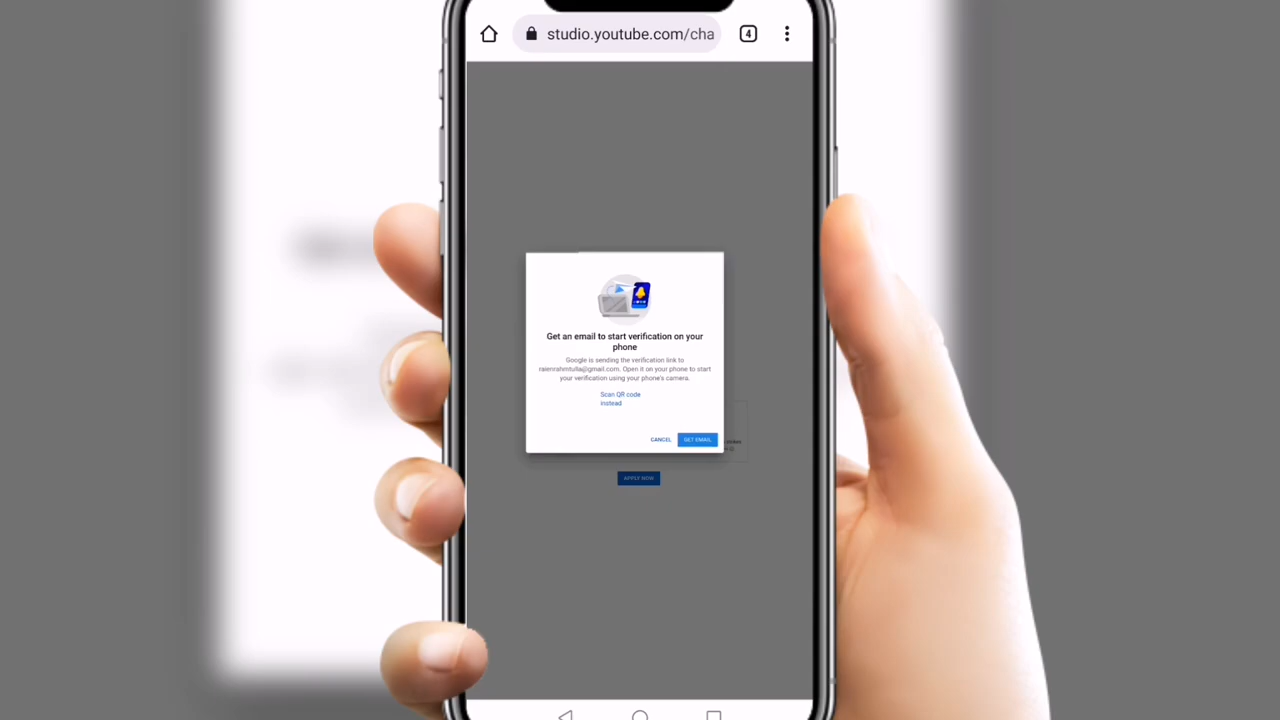 studio.youtube.com/cha
4
Get an email to start verification on your
phone
Google is sending the verification link to
raienrahmtulla@gmail.com. Open it on your phone to start
your verification using your phone's camera.
Scan QR code
instead
CANCEL
GET EMAIL
APPLY NOW